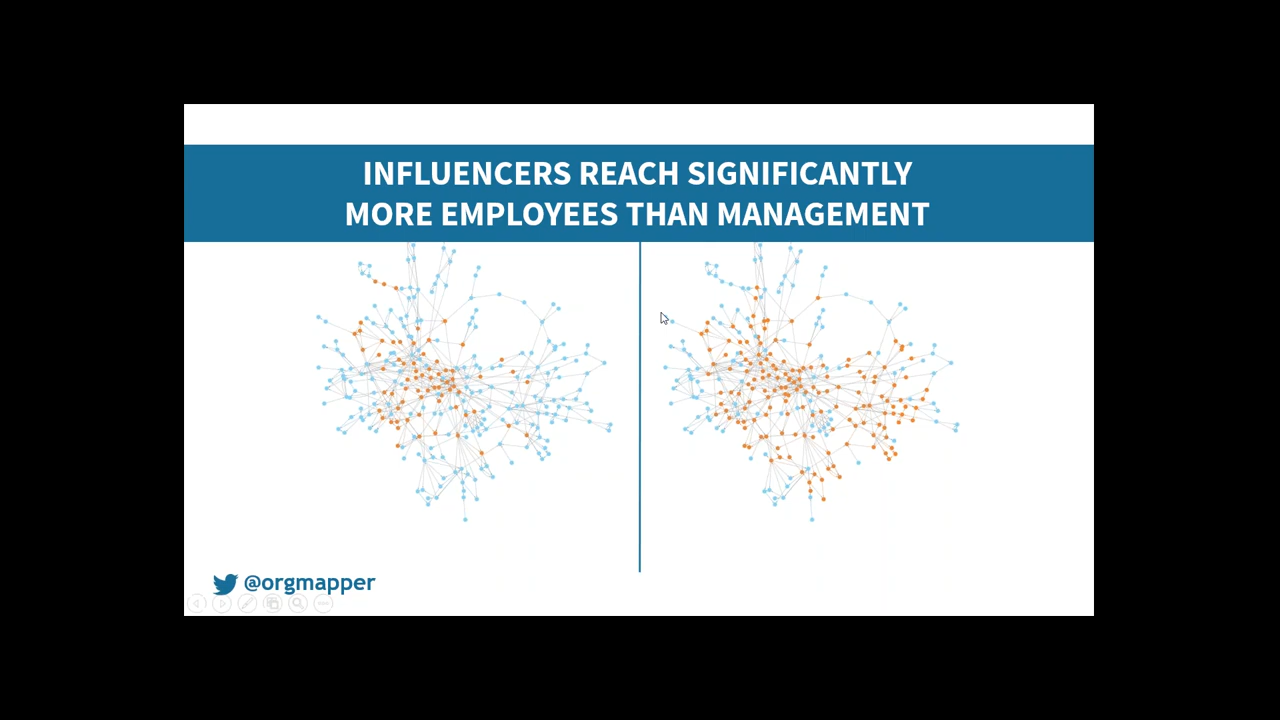 INFLUENCERS REACH SIGNIFICANTLY
MORE EMPLOYEES THAN MANAGEMENT
@orgmapper